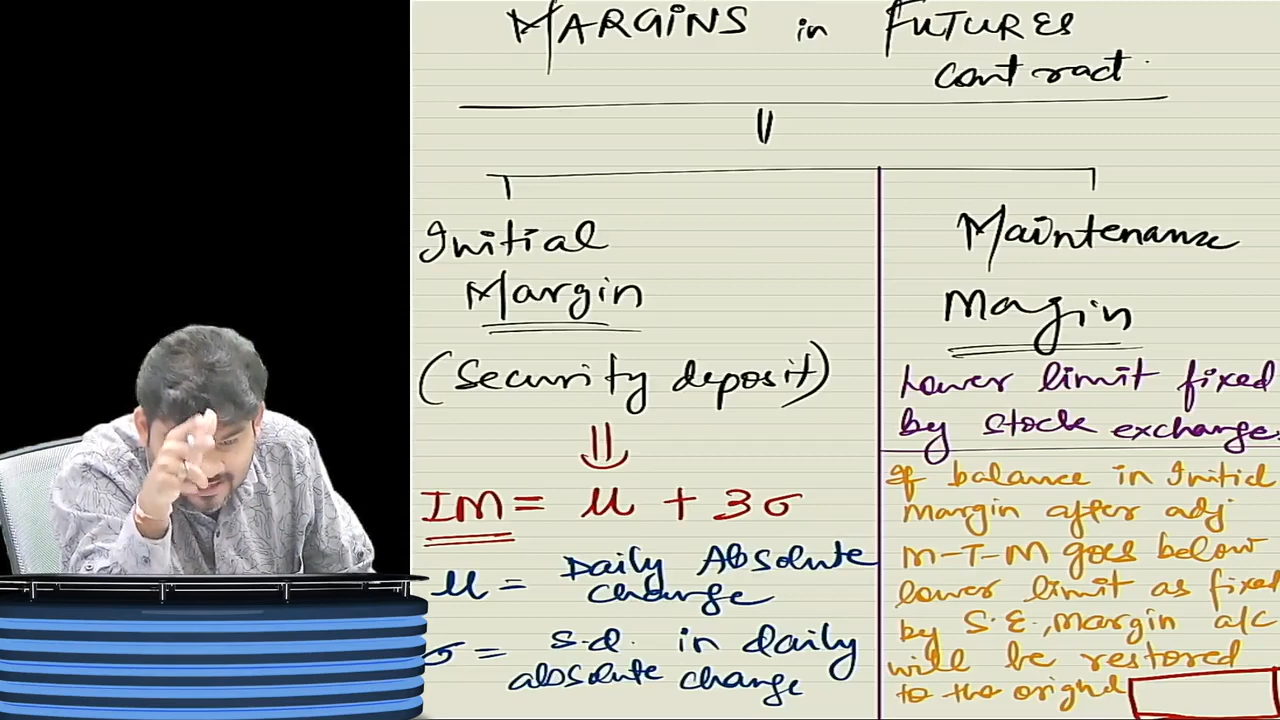 MARGINS in FUTURES
contract
Initial
Margin
(Security deposit)
IM = μ + 3σ
μ = Daily Absolute
change
σ = s.d. in daily
absolute change
Maintenance
Magin
Lower limit fixed
by stock exchange.
If balance in Initial
Margin after adj
M-T-M goes below
lower limit as fixed
by S.E., Margin a/c
will be restored
to the